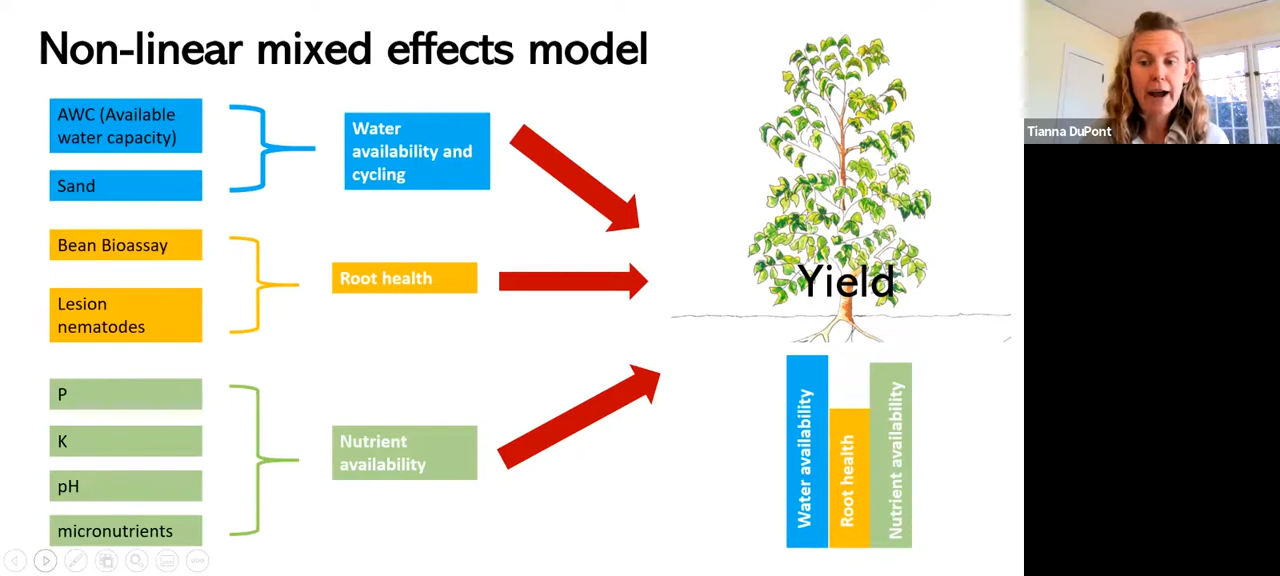 Non-linear mixed effects model
AWC (Available
water capacity)
Sand
Bean Bioassay
Lesion
nematodes
P
K
pH
micronutrients
Water
availability and
cycling
Root health
Nutrient
availability
Yield
Water availability
Root health
Nutrient availability
Tianna DuPont